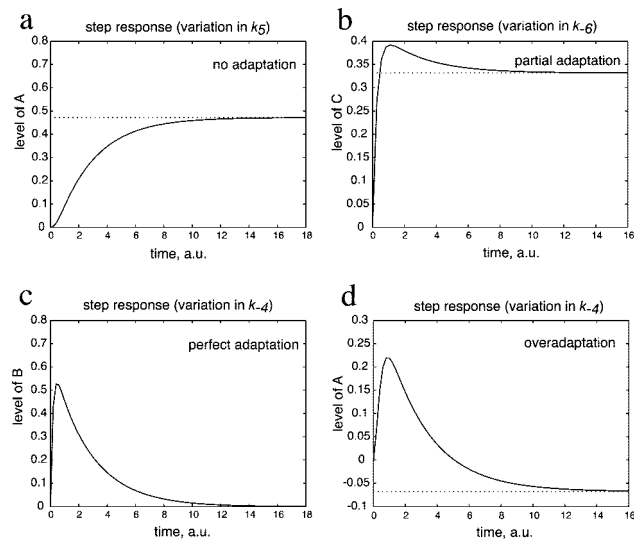 a
step response (variation in k5)
0.8
0.7
0.6
0.5
0.4
0.3
0.2
0.1
0
level of A
no adaptation
0 2 4 6 8 10 12 14 16 18
time, a.u.
b
step response (variation in k-6)
0.4
0.35
0.3
0.25
0.2
0.15
0.1
0.05
0
level of C
partial adaptation
0 2 4 6 8 10 12 14 16
time, a.u.
c
step response (variation in k-4)
0.8
0.7
0.6
0.5
0.4
0.3
0.2
0.1
0
level of B
perfect adaptation
0 2 4 6 8 10 12 14 16 18
time, a.u.
d
step response (variation in k-4)
0.3
0.25
0.2
0.15
0.1
0.05
0
-0.05
-0.1
level of A
overadaptation
0 2 4 6 8 10 12 14 16
time, a.u.